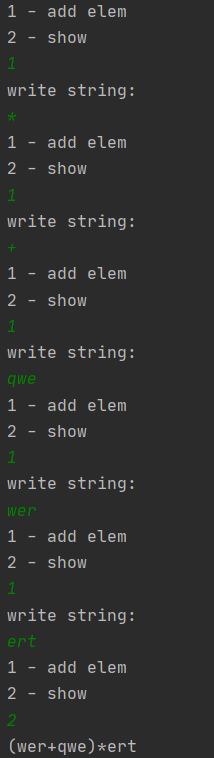 1 - add elem
2 - show
1
write string:
*
1 - add elem
2 - show
1
write string:
+
1 - add elem
2 - show
1
write string:
qwe
1 - add elem
2 - show
1
write string:
wer
1 - add elem
2 - show
1
write string:
ert
1 - add elem
2 - show
2
(wer+qwe)*ert